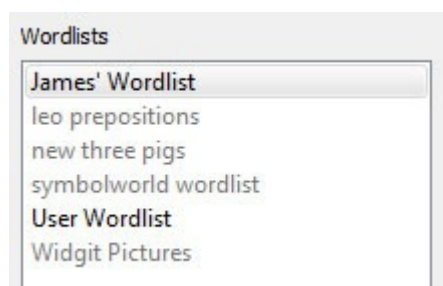 Wordlists
James' Wordlist
leo prepositions
new three pigs
symbolworld wordlist
User Wordlist
Widgit Pictures